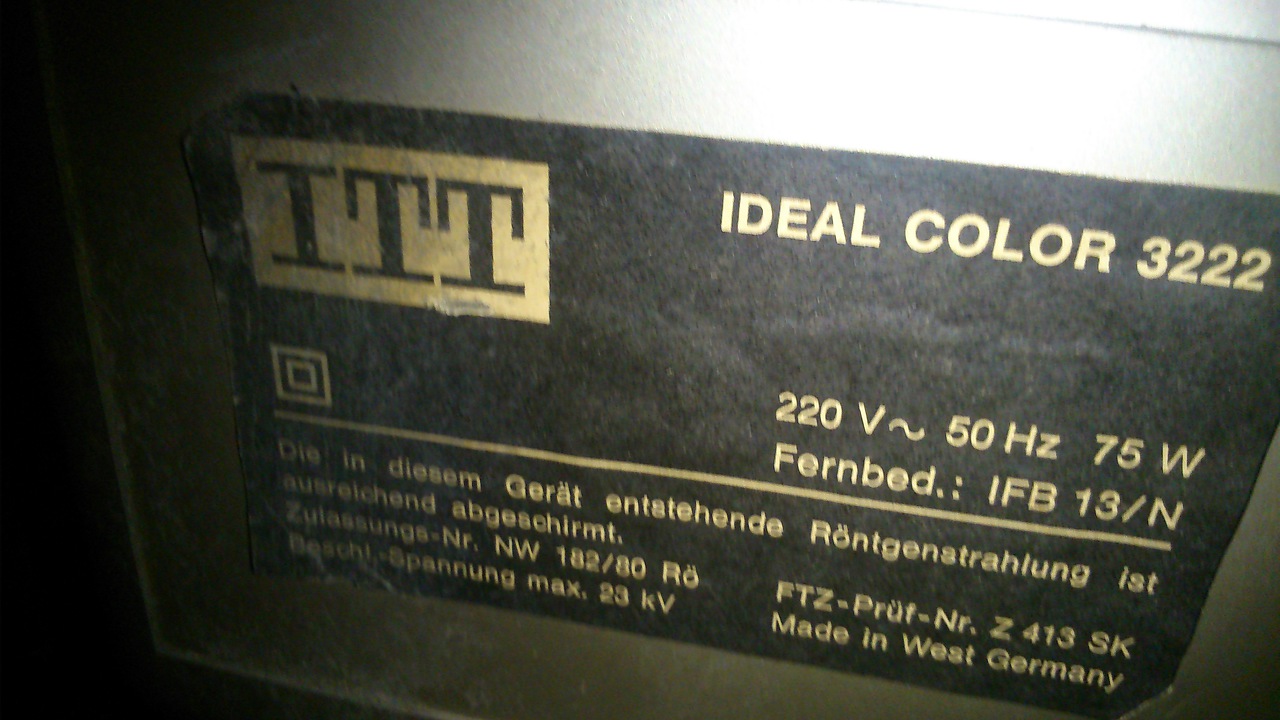 ITT
IDEAL COLOR 3222
220 V~ 50 Hz 75 W
Fernbed.: IFB 13/N
Die in diesem Gerät entstehende Röntgenstrahlung ist
ausreichend abgeschirmt.
Zulassungs-Nr. NW 182/80 Rö
Beschl.-Spannung max. 23 kV
FTZ-Prüf-Nr. Z 413 SK
Made in West Germany